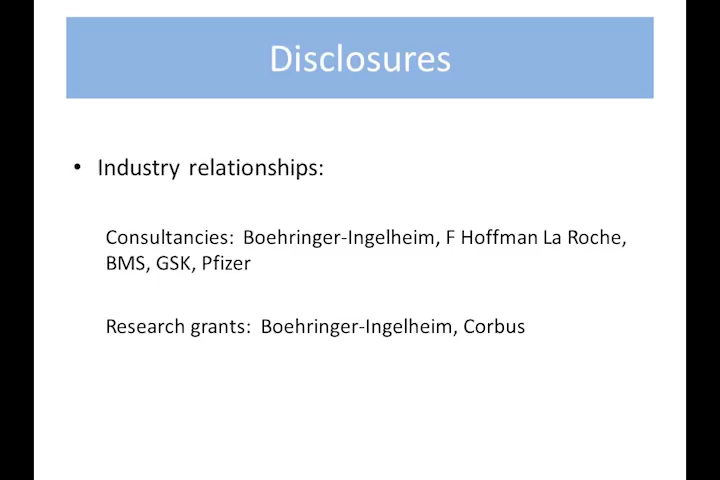 Disclosures
• Industry relationships:
Consultancies: Boehringer-Ingelheim, F Hoffman La Roche,
BMS, GSK, Pfizer
Research grants: Boehringer-Ingelheim, Corbus